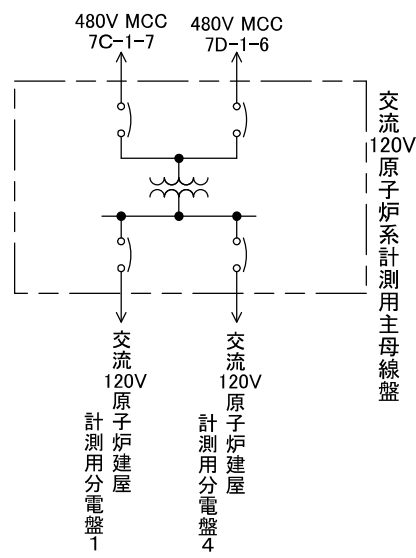 480V MCC
7C-1-7
480V MCC
7D-1-6
交流120V原子炉系計測用主母線盤
交流120V原子炉建屋
計測用分電盤1
交流120V原子炉建屋
計測用分電盤4